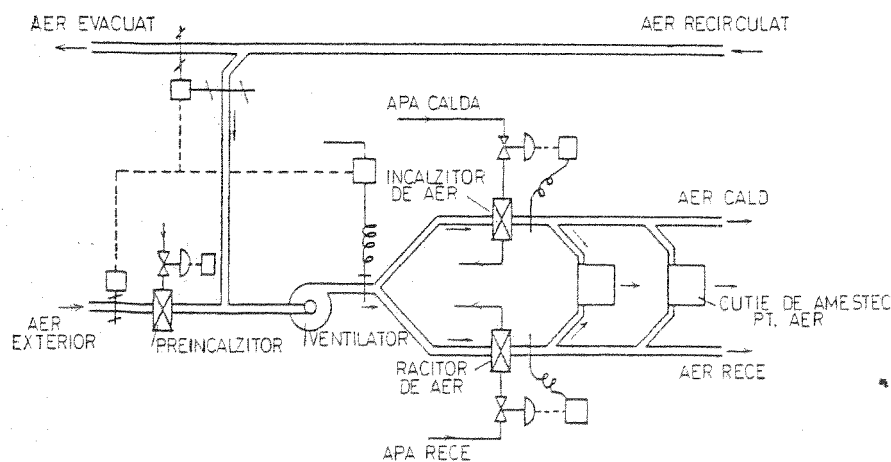 AER EVACUAT
AER RECIRCULAT
APA CALDA
INCALZITOR
DE AER
AER CALD
CUTIE DE AMESTEC
PT. AER
AER
EXTERIOR
PREINCALZITOR
VENTILATOR
RACITOR
DE AER
AER RECE
APA RECE